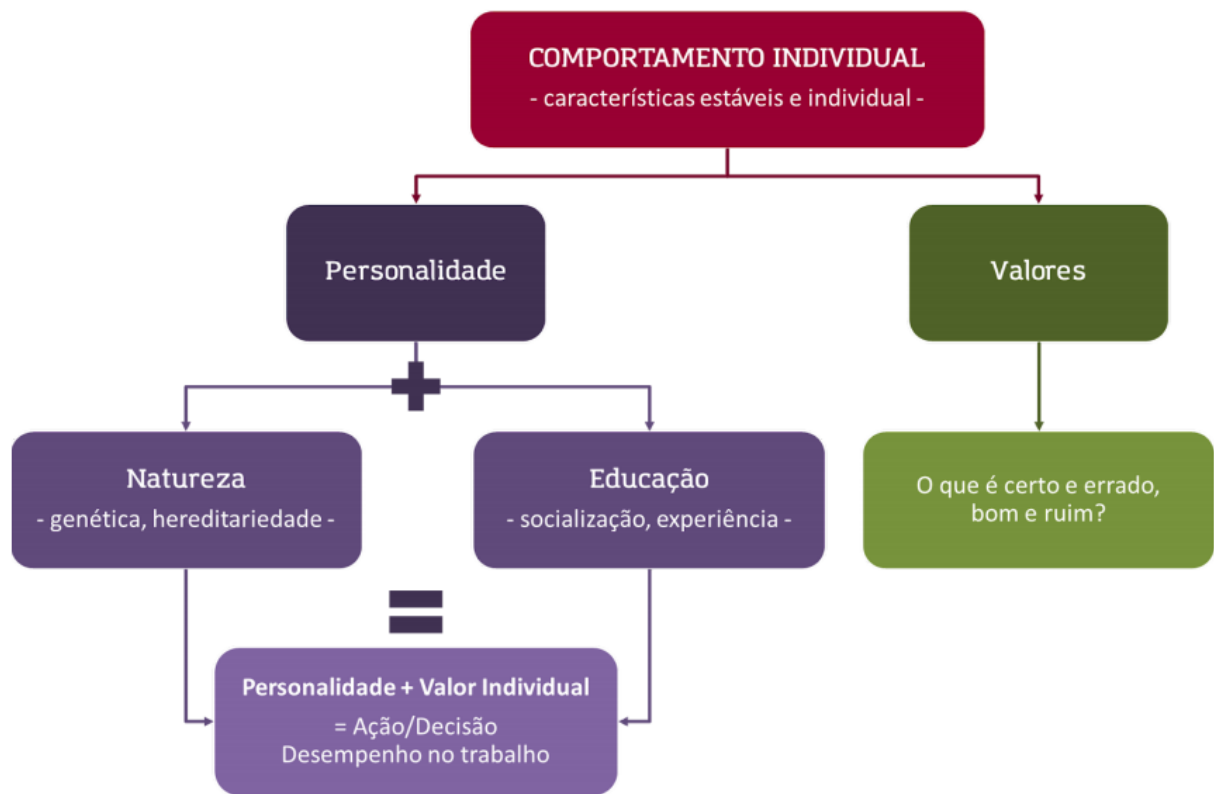 COMPORTAMENTO INDIVIDUAL
- características estáveis e individual -
Personalidade
Valores
Natureza
- genética, hereditariedade -
Educação
- socialização, experiência -
O que é certo e errado,
bom e ruim?
Personalidade + Valor Individual
= Ação/Decisão
Desempenho no trabalho